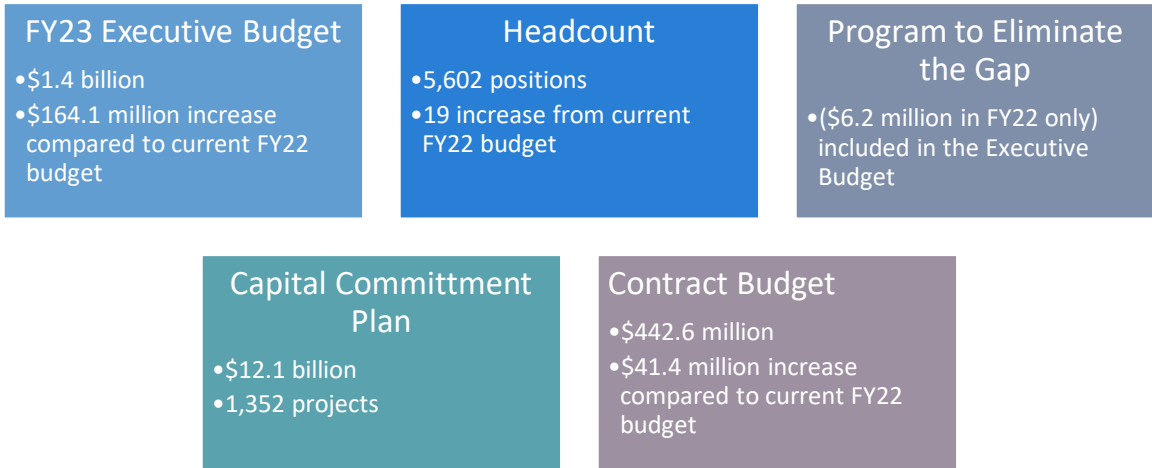 FY23 Executive Budget
•$1.4 billion
•$164.1 million increase
compared to current FY22
budget
Headcount
•5,602 positions
•19 increase from current
FY22 budget
Program to Eliminate
the Gap
•($6.2 million in FY22 only)
included in the Executive
Budget
Capital Committment
Plan
•$12.1 billion
•1,352 projects
Contract Budget
•$442.6 million
•$41.4 million increase
compared to current FY22
budget